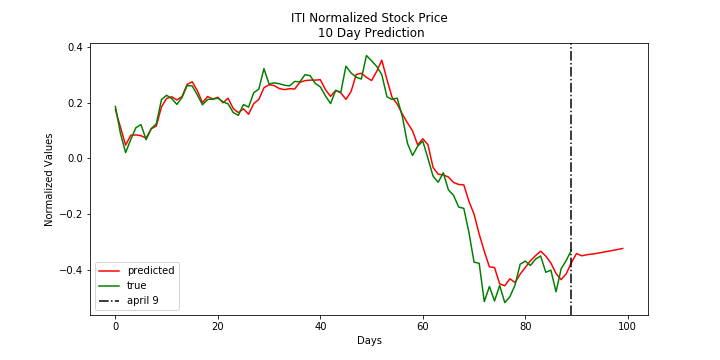 ITI Normalized Stock Price
10 Day Prediction
Normalized Values
0.4
0.2
0.0
−0.2
−0.4
predicted
true
april 9
0
20
40
60
80
100
Days